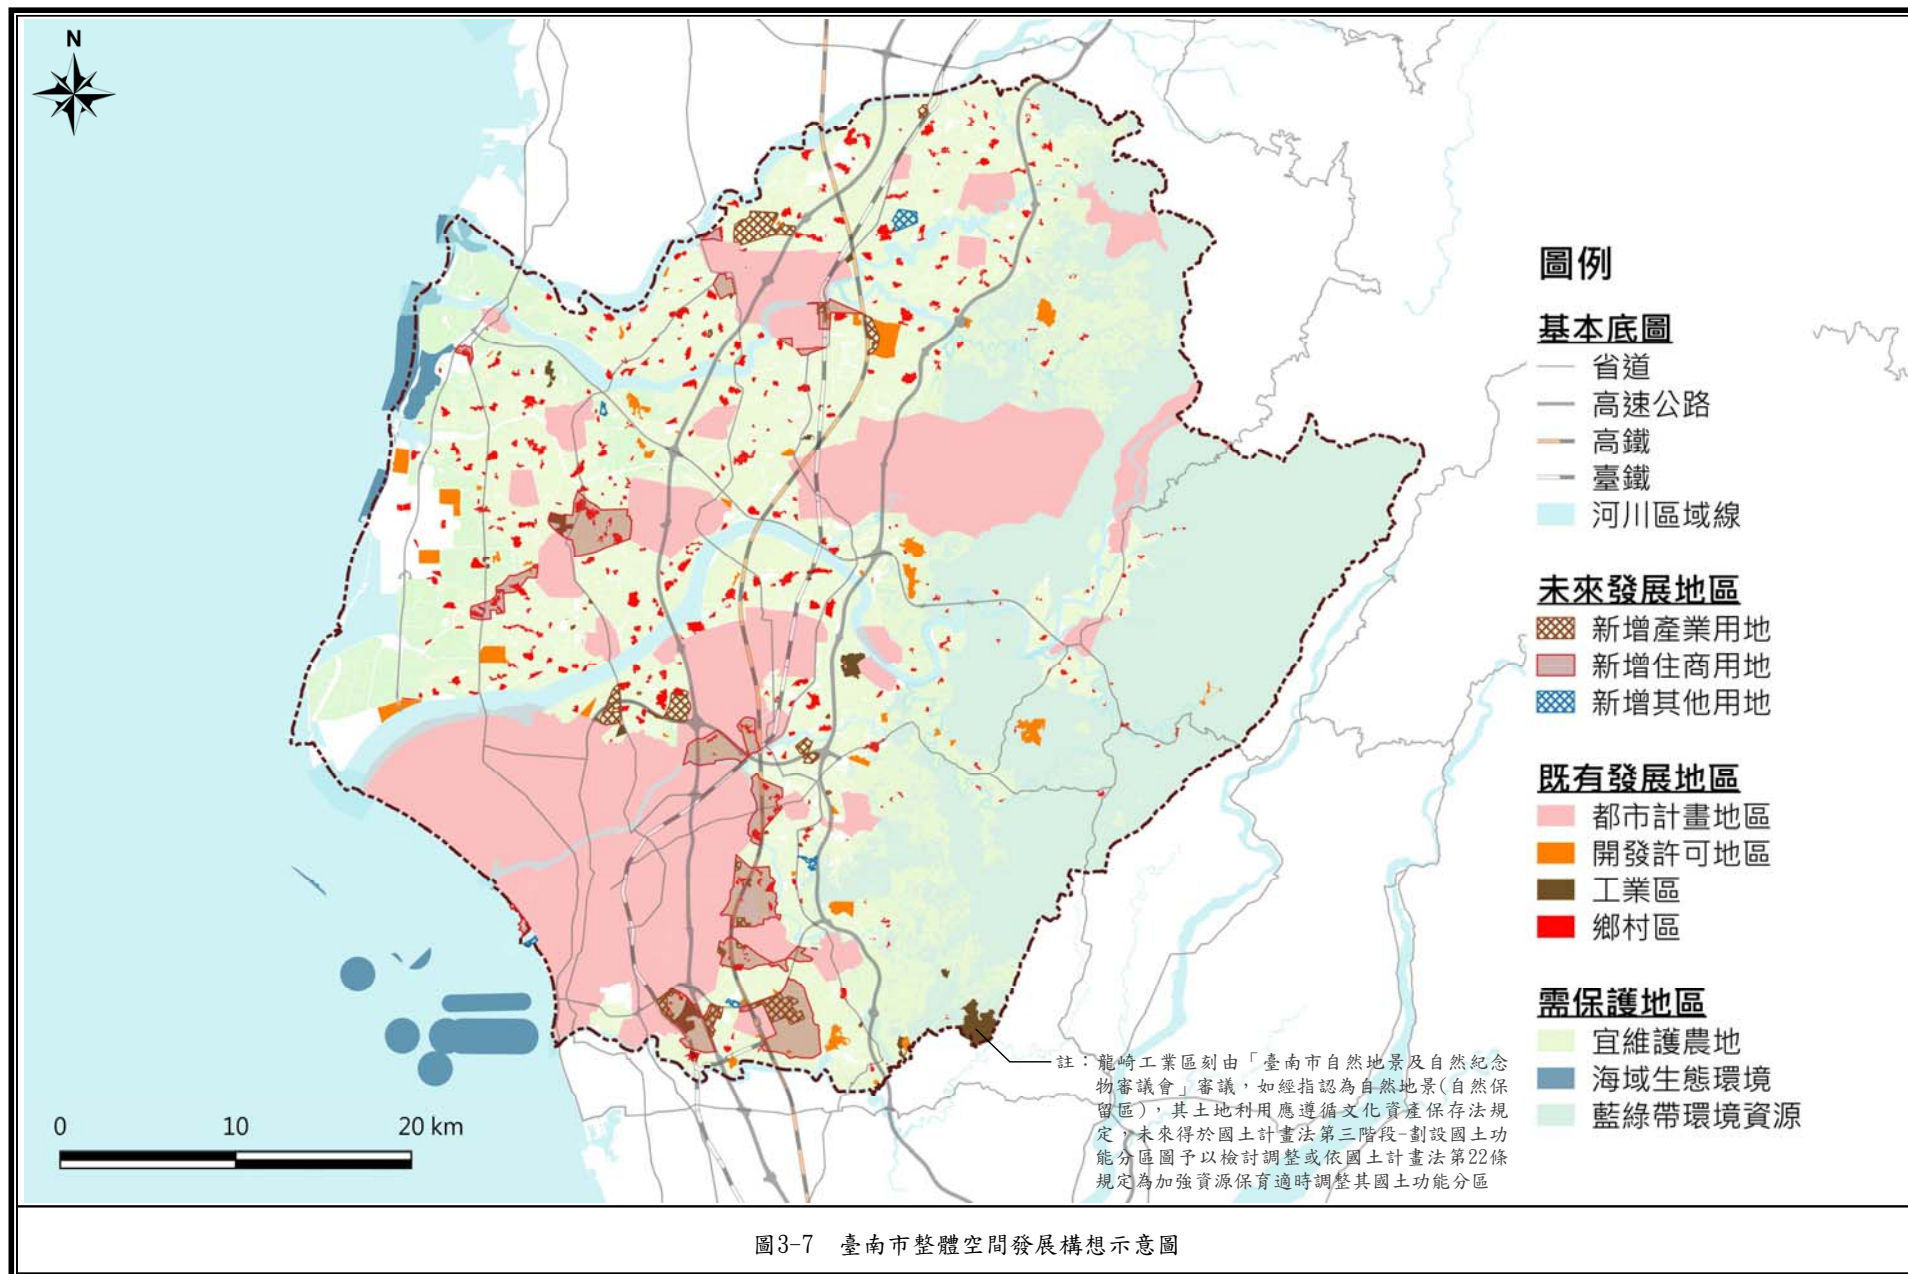 N
圖例
基本底圖
省道
高速公路
高鐵
臺鐵
河川區域線
未來發展地區
新增產業用地
新增住商用地
新增其他用地
既有發展地區
都市計畫地區
開發許可地區
工業區
鄉村區
需保護地區
宜維護農地
海域生態環境
藍綠帶環境資源
註：龍崎工業區刻由「臺南市自然地景及自然紀念
物審議會」審議，如經指認為自然地景(自然保
留區)，其土地利用應遵循文化資產保存法規
定，未來得於國土計畫法第三階段-劃設國土功
能分區圖予以檢討調整或依國土計畫法第22條
規定為加強資源保育適時調整其國土功能分區
0 10 20 km
圖3-7 臺南市整體空間發展構想示意圖